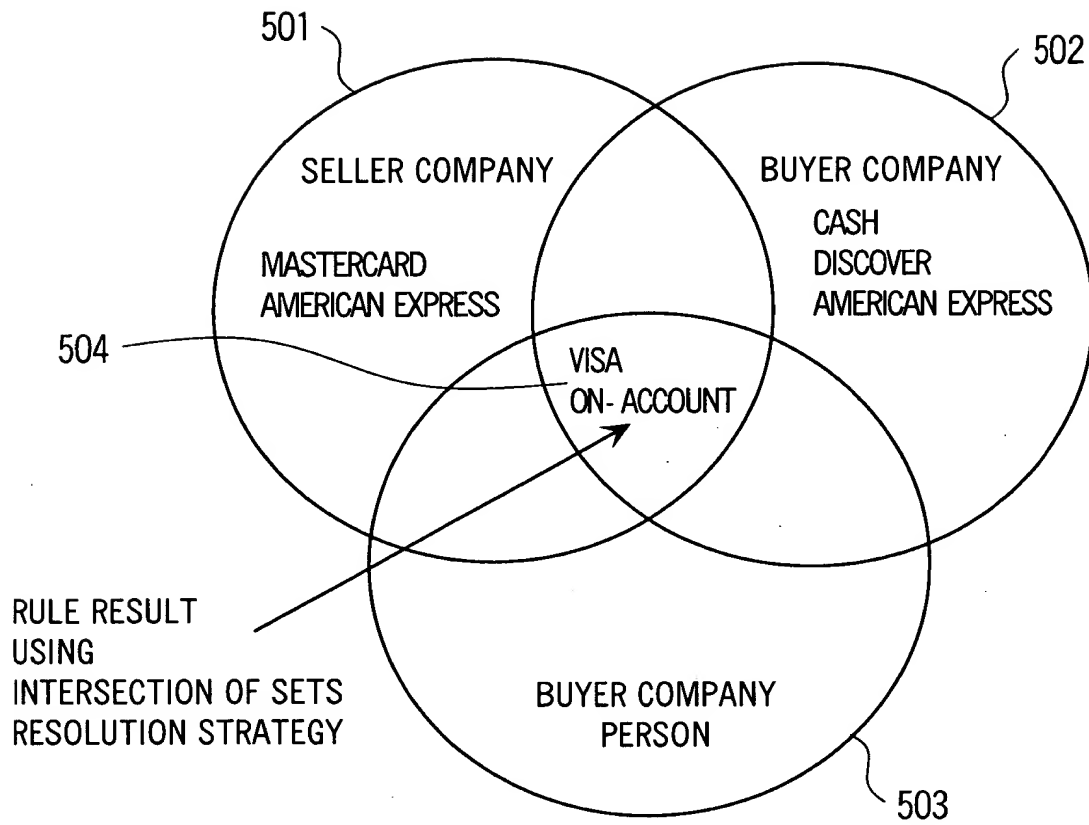 501
502
SELLER COMPANY
MASTERCARD
AMERICAN EXPRESS
BUYER COMPANY
CASH
DISCOVER
AMERICAN EXPRESS
504
VISA
ON-ACCOUNT
RULE RESULT
USING
INTERSECTION OF SETS
RESOLUTION STRATEGY
BUYER COMPANY
PERSON
503